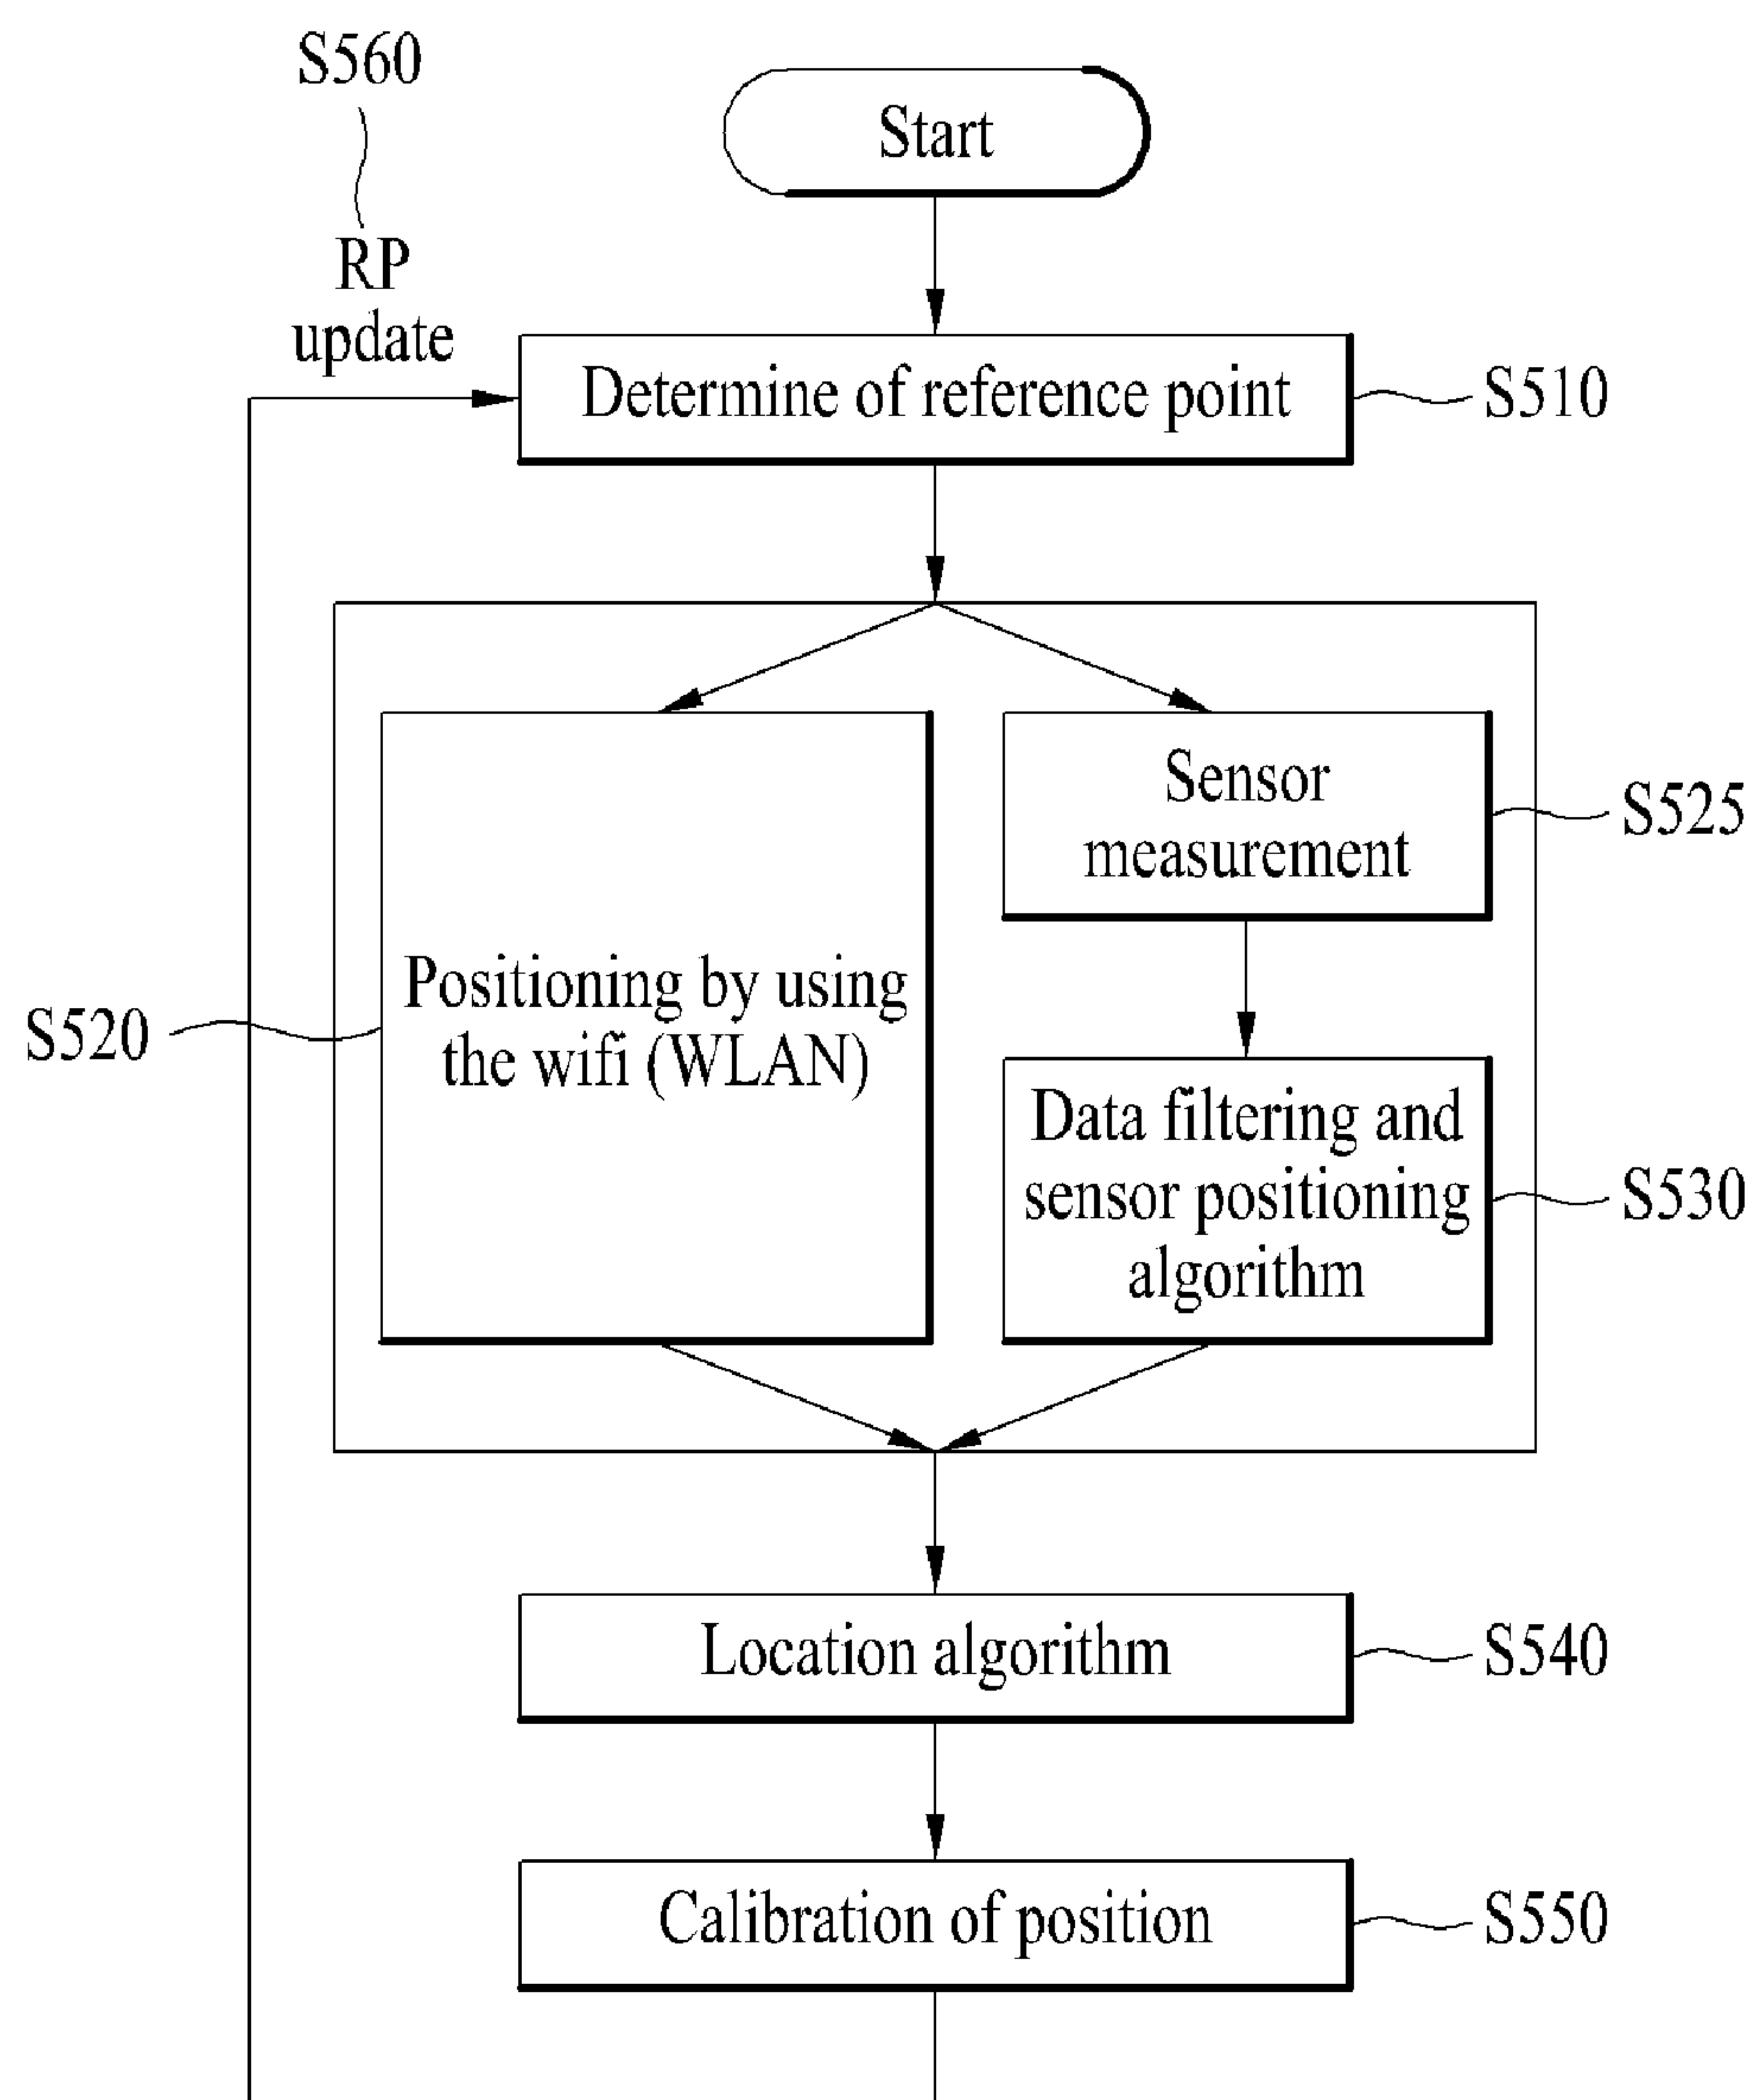 S560
Start
RP
update
Determine of reference point
S510
Sensor
measurement
S525
Positioning by using
the wifi (WLAN)
S520
Data filtering and
sensor positioning
algorithm
S530
Location algorithm
S540
Calibration of position
S550